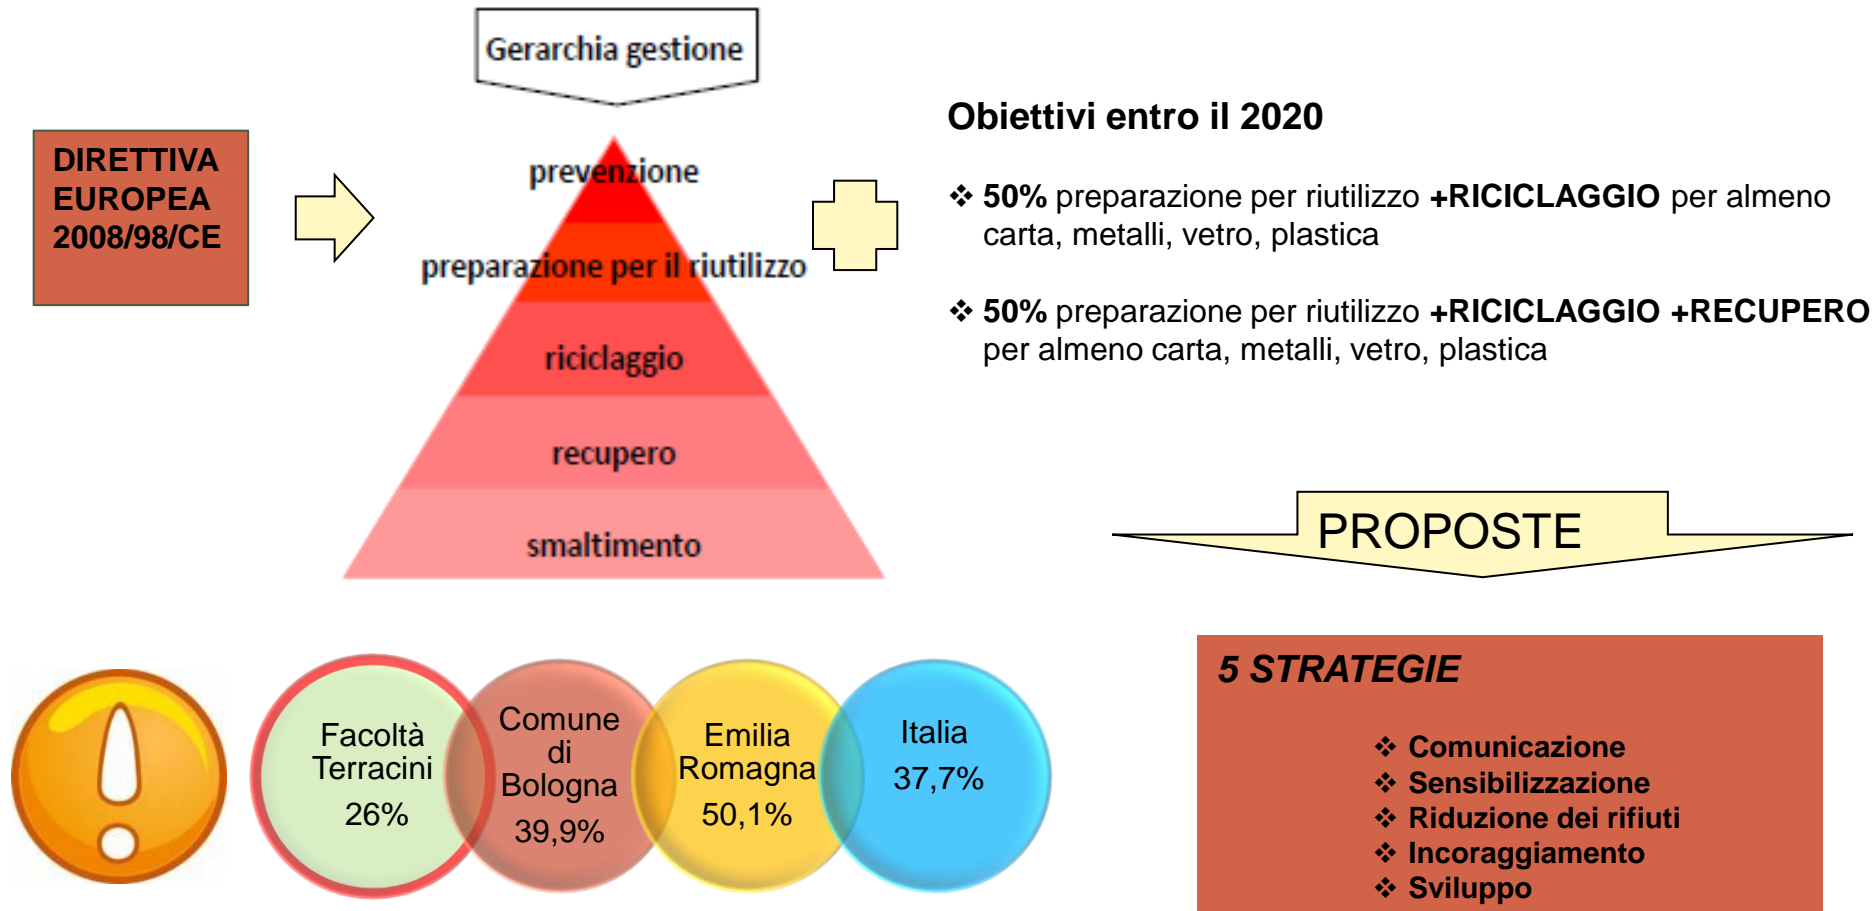 Gerarchia gestione
DIRETTIVA
EUROPEA
2008/98/CE
prevenzione
preparazione per il riutilizzo
riciclaggio
recupero
smaltimento
Obiettivi entro il 2020
❖ 50% preparazione per riutilizzo +RICICLAGGIO per almeno
carta, metalli, vetro, plastica
❖ 50% preparazione per riutilizzo +RICICLAGGIO +RECUPERO
per almeno carta, metalli, vetro, plastica
PROPOSTE
Facoltà
Terracini
26%
Comune
di
Bologna
39,9%
Emilia
Romagna
50,1%
Italia
37,7%
5 STRATEGIE
❖ Comunicazione
❖ Sensibilizzazione
❖ Riduzione dei rifiuti
❖ Incoraggiamento
❖ Sviluppo